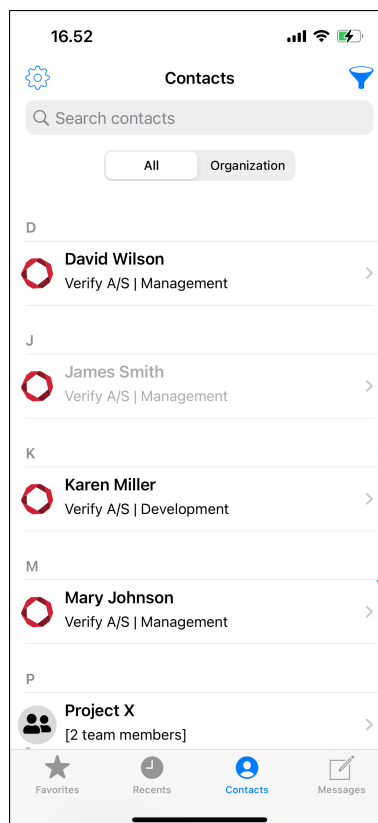 16.52
Contacts
Search contacts
All
Organization
D
David Wilson
Verify A/S | Management
J
James Smith
Verify A/S | Management
K
Karen Miller
Verify A/S | Development
M
Mary Johnson
Verify A/S | Management
P
Project X
[2 team members]
Favorites
Recents
Contacts
Messages